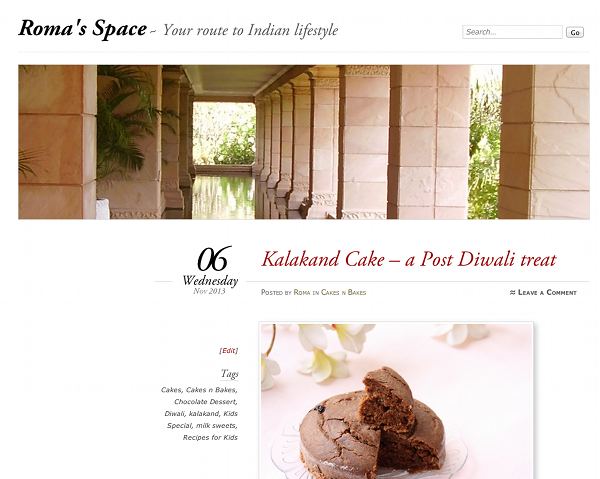 Roma's Space ~ Your route to Indian lifestyle
Search...
Go
06
Wednesday
Nov 2013
Kalakand Cake – a Post Diwali treat
Posted by Roma in Cakes n Bakes
≈ Leave a Comment
[Edit]
Tags
Cakes, Cakes n Bakes,
Chocolate Dessert,
Diwali, kalakand, Kids
Special, milk sweets,
Recipes for Kids